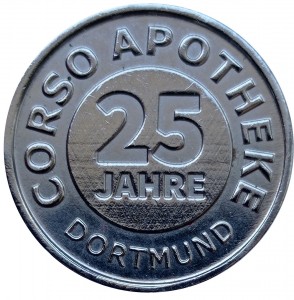 CORSO APOTHEKE
25
JAHRE
DORTMUND